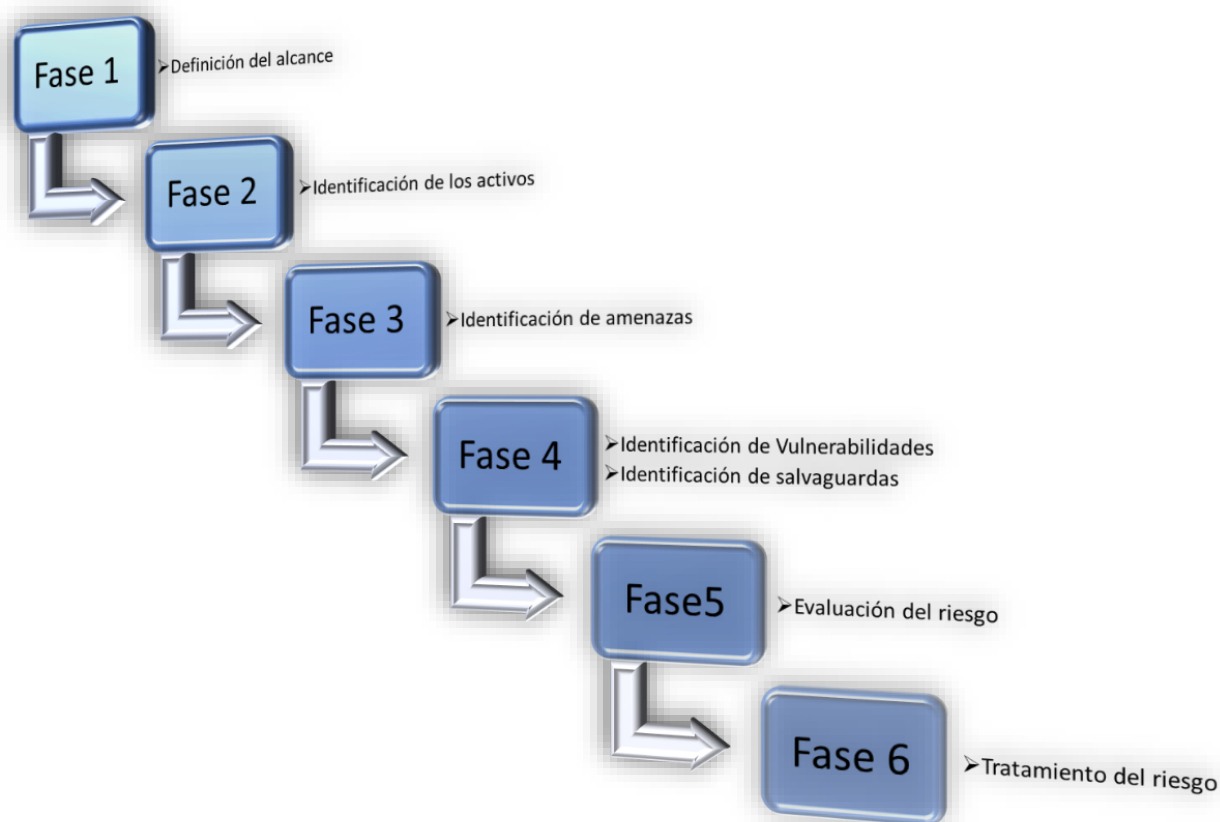 Fase 1
➢Definición del alcance
Fase 2
➢Identificación de los activos
Fase 3
➢Identificación de amenazas
Fase 4
➢Identificación de Vulnerabilidades
➢Identificación de salvaguardas
Fase5
➢Evaluación del riesgo
Fase 6
➢Tratamiento del riesgo